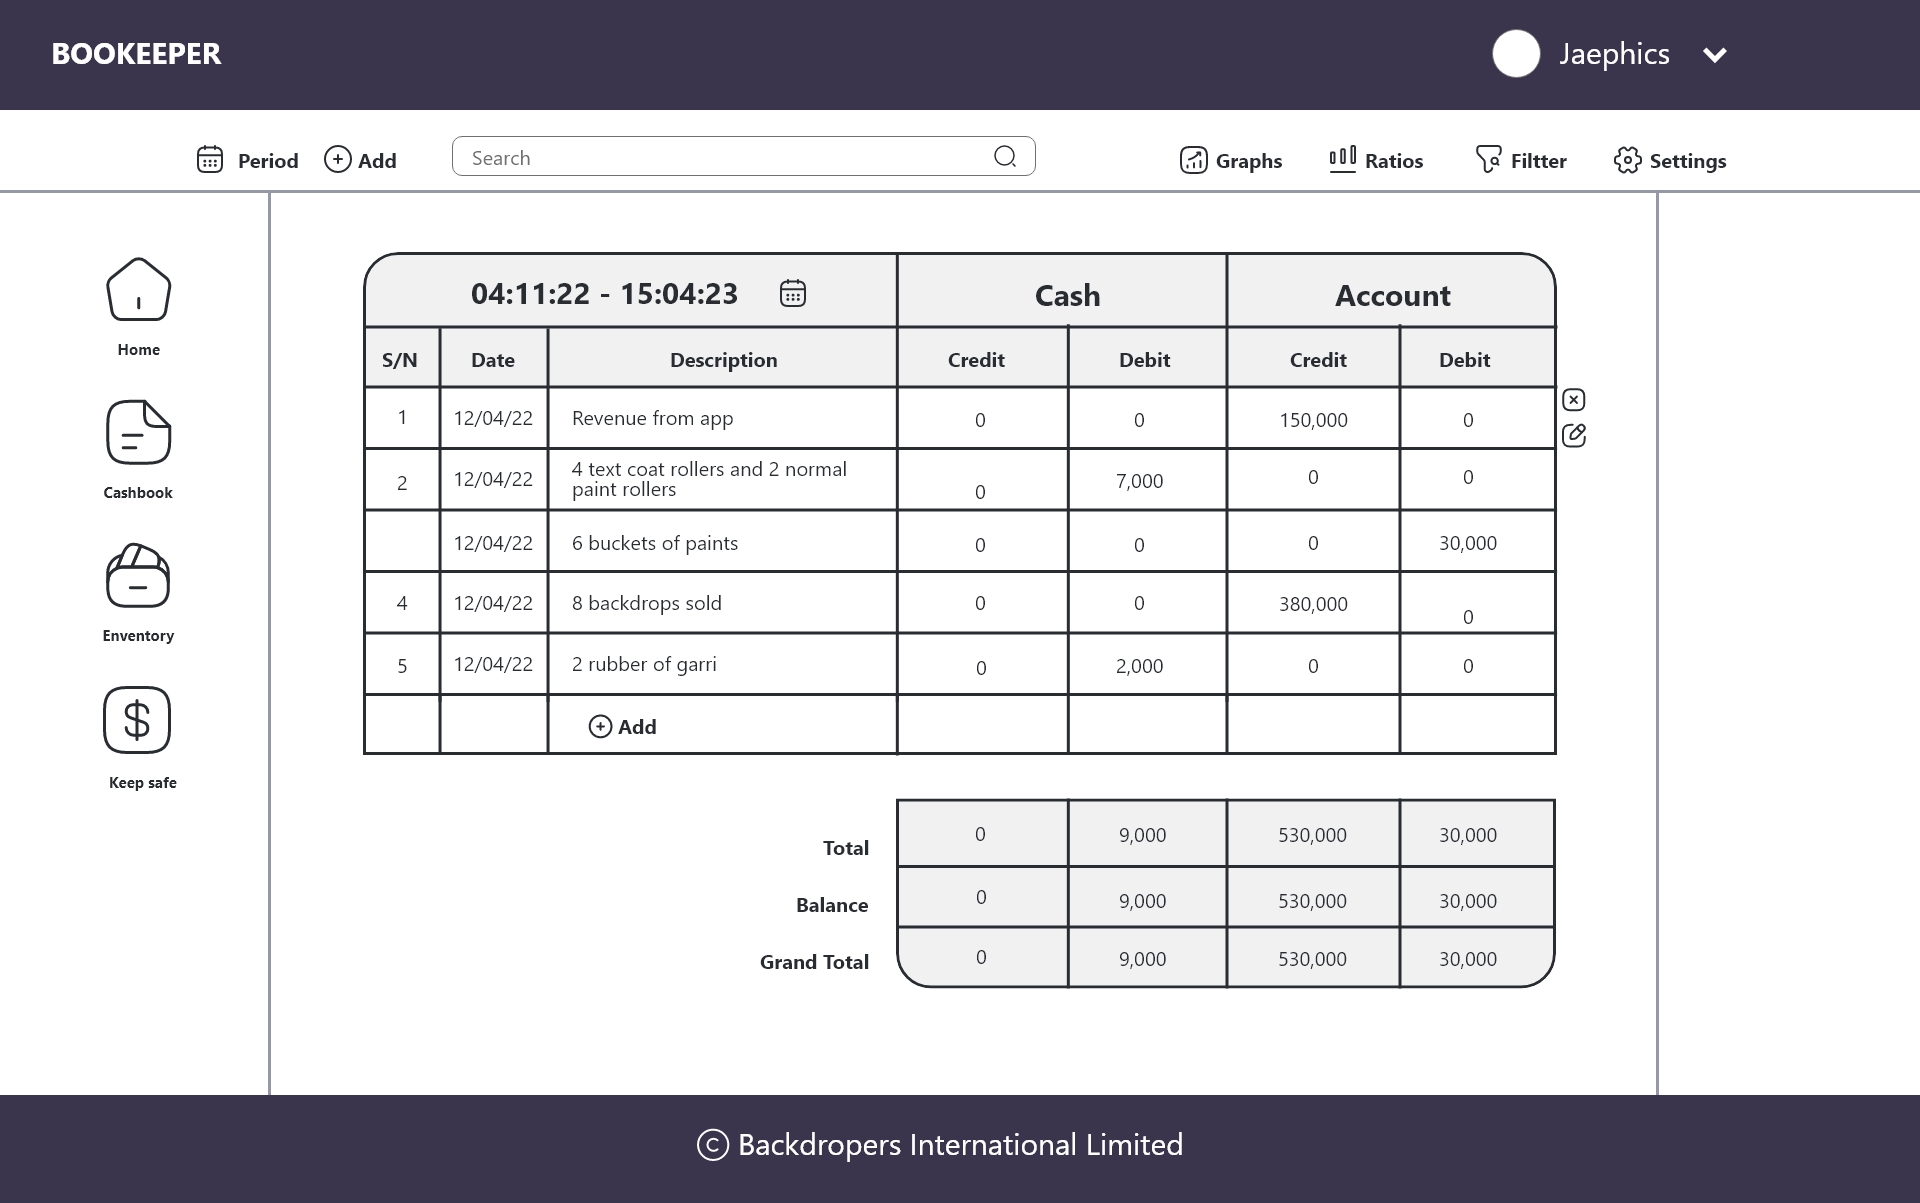 BOOKEEPER
Jaephics
Period
Add
Search
Graphs
Ratios
Filtter
Settings
Home
Cashbook
Enventory
Keep safe
04:11:22 - 15:04:23 Cash Account
S/N Date Description Credit Debit Credit Debit
1 12/04/22 Revenue from app 0 0 150,000 0
2 12/04/22 4 text coat rollers and 2 normal
paint rollers 0 7,000 0 0
12/04/22 6 buckets of paints 0 0 0 30,000
4 12/04/22 8 backdrops sold 0 0 380,000 0
5 12/04/22 2 rubber of garri 0 2,000 0 0
Add
Total 0 9,000 530,000 30,000
Balance 0 9,000 530,000 30,000
Grand Total 0 9,000 530,000 30,000
© Backdropers International Limited